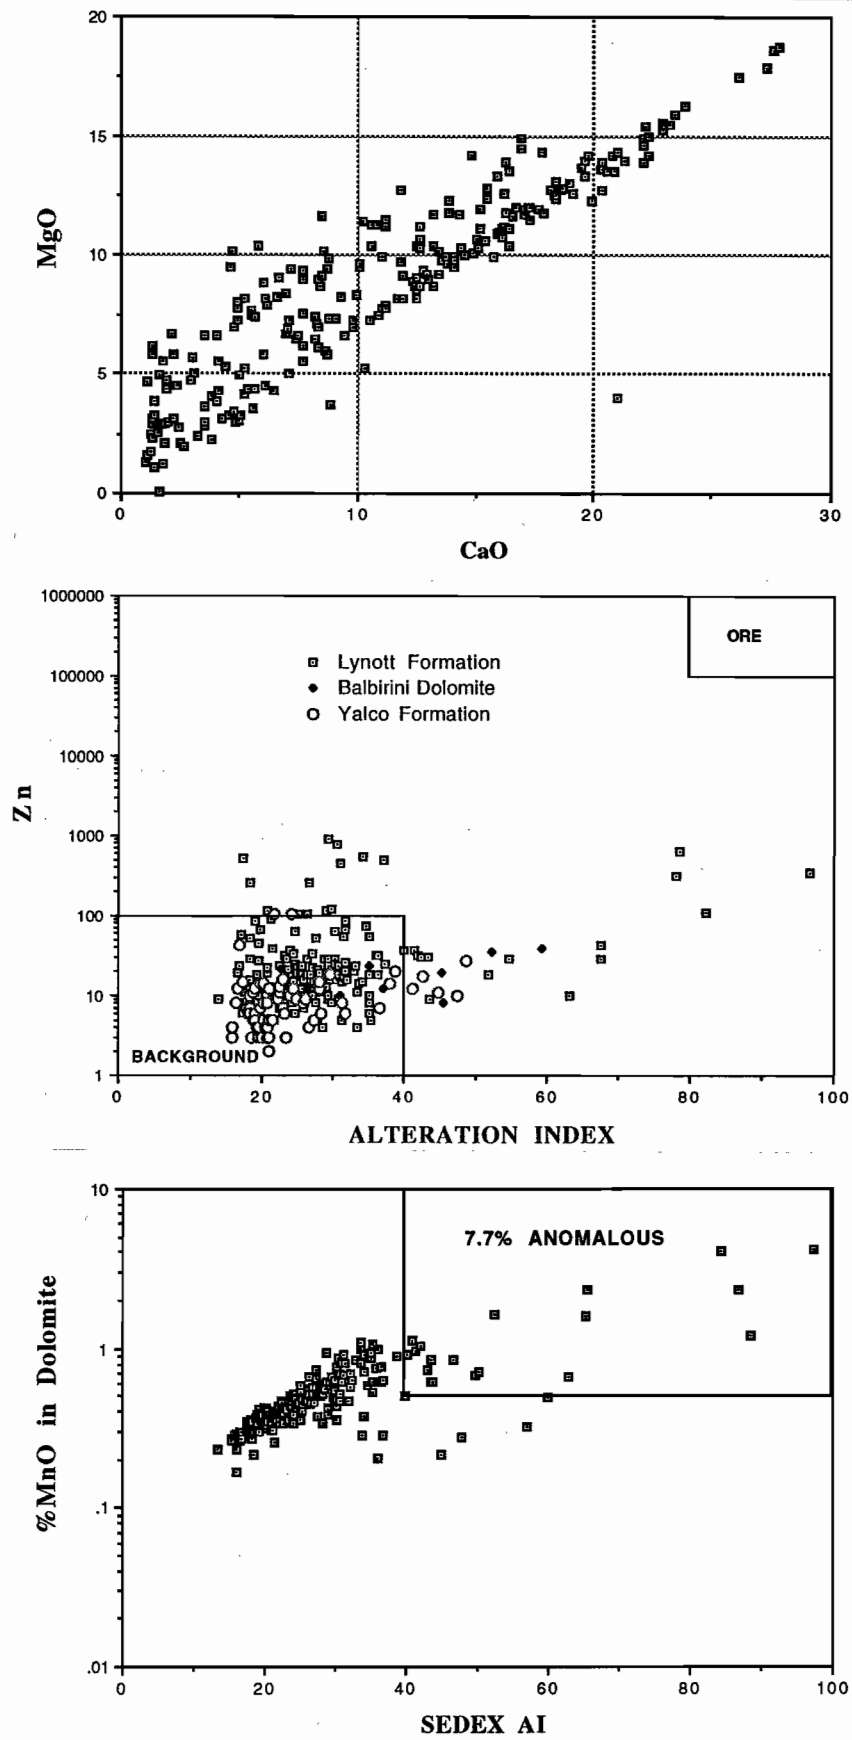 20
15
10
5
0
MgO
0
10
20
30
CaO
1000000
100000
10000
1000
100
10
1
Zn
ORE
Lynott Formation
Balbirini Dolomite
Yalco Formation
BACKGROUND
0
20
40
60
80
100
ALTERATION INDEX
10
1
.1
.01
%MnO in Dolomite
7.7% ANOMALOUS
0
20
40
60
80
100
SEDEX AI